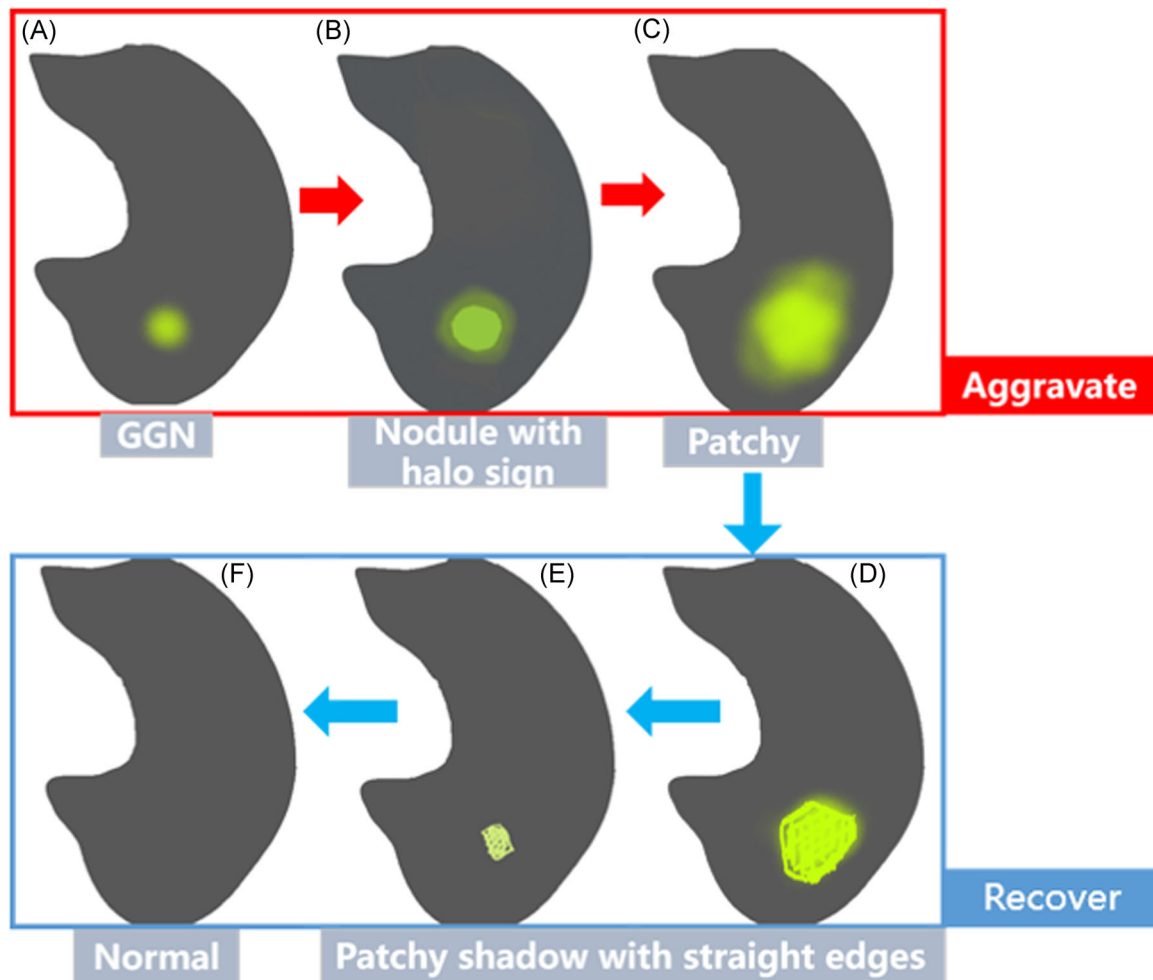 (A)
(B)
(C)
Aggravate
GGN
Nodule with
halo sign
Patchy
(F)
(E)
(D)
Recover
Normal
Patchy shadow with straight edges